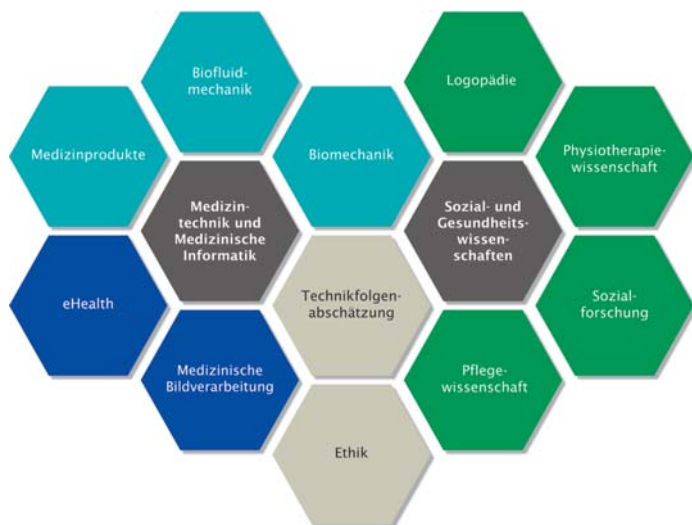 Biofluid-
mechanik
Logopädie
Medizinprodukte
Biomechanik
Physiotherapie-
wissenschaft
Medizin-
technik und
Medizinische
Informatik
Sozial- und
Gesundheits-
wissen-
schaften
eHealth
Technikfolgen-
abschätzung
Sozial-
forschung
Medizinische
Bildverarbeitung
Pflege-
wissenschaft
Ethik